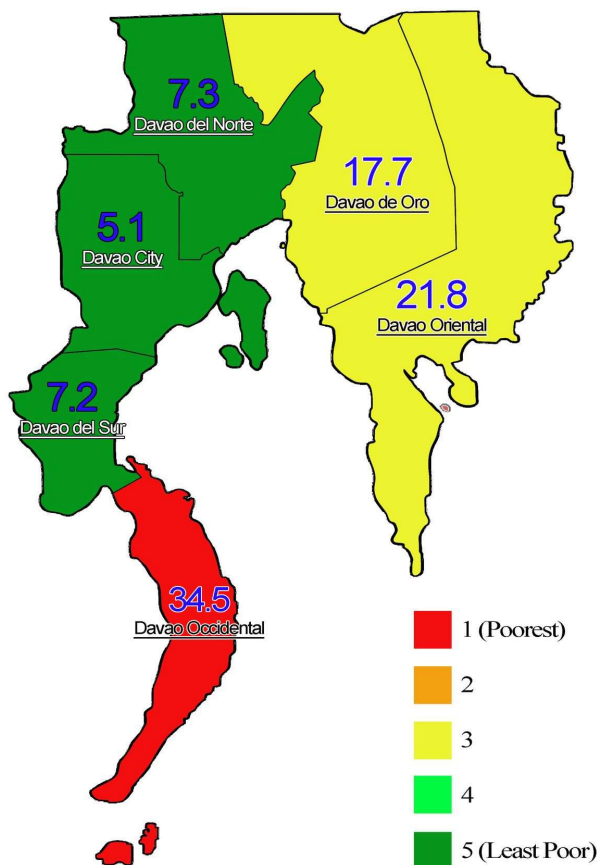 7.3
Davao del Norte
17.7
Davao de Oro
5.1
Davao City
21.8
Davao Oriental
7.2
Davao del Sur
34.5
Davao Occidental
1 (Poorest)
2
3
4
5 (Least Poor)